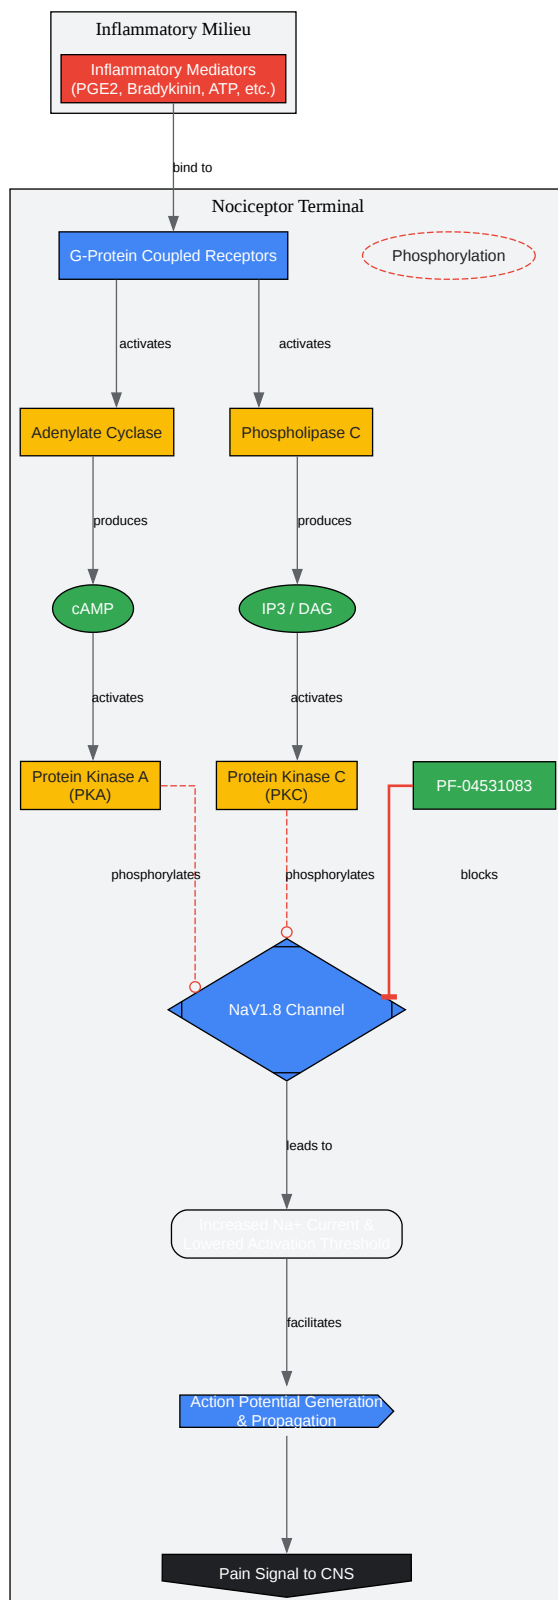 Inflammatory Milieu
Inflammatory Mediators
(PGE2, Bradykinin, ATP, etc.)
bind to
Nociceptor Terminal
G-Protein Coupled Receptors
Phosphorylation
activates
activates
Adenylate Cyclase
Phospholipase C
produces
produces
cAMP
IP3 / DAG
activates
activates
Protein Kinase A
(PKA)
Protein Kinase C
(PKC)
PF-04531083
phosphorylates
phosphorylates
blocks
NaV1.8 Channel
leads to
Increased Na+ Current &
Lowered Activation Threshold
facilitates
Action Potential Generation
& Propagation
Pain Signal to CNS